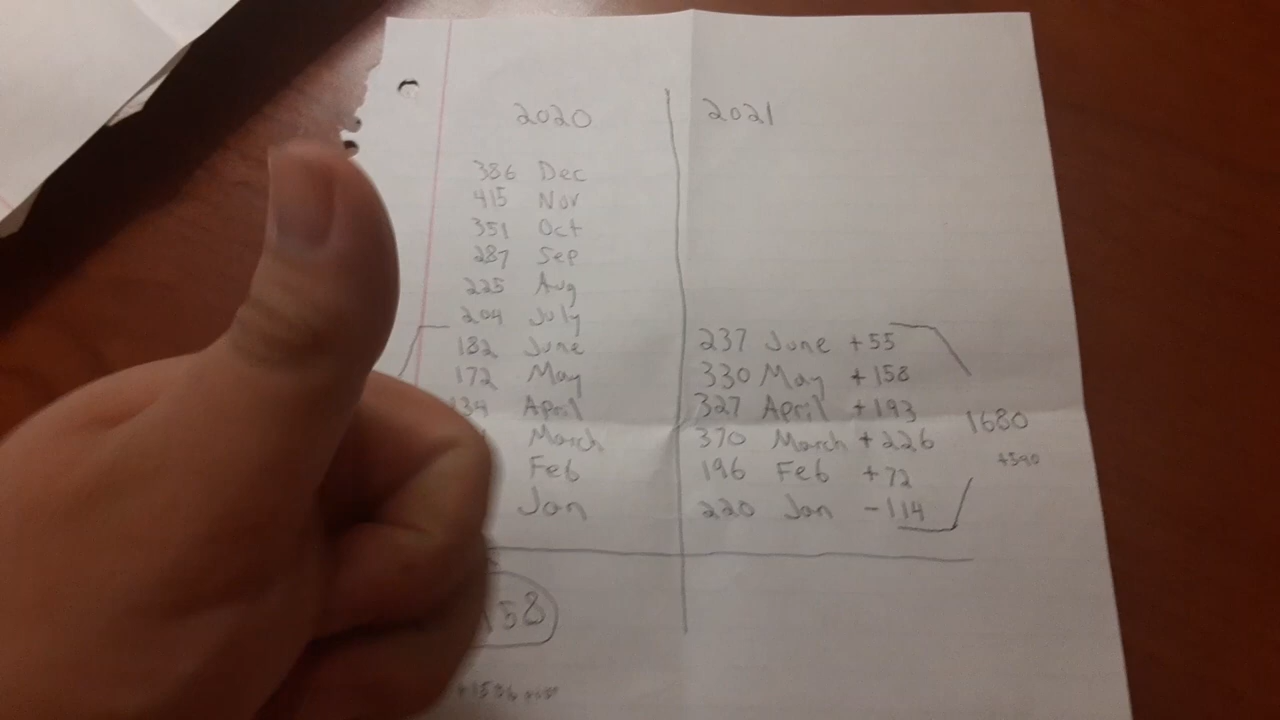 2020
386 Dec
415 Nov
351 Oct
287 Sep
225 Aug
204 July
182 June
172 May
April
March
Feb
Jan
2021
237 June +55
330 May +158
327 April +193
370 March +226
196 Feb +72
220 Jan -114
1680
+590
58